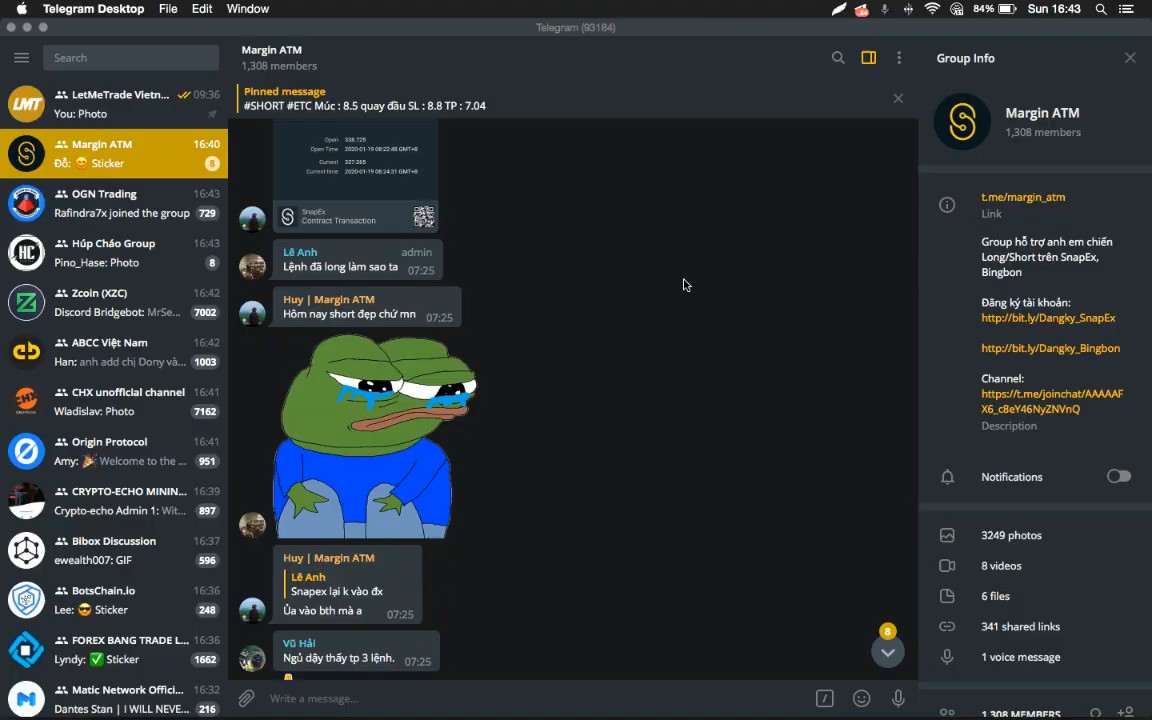 Telegram Desktop File Edit Window
84% Sun 16:43
Telegram (93184)
Search
LetMeTrade Vietn... 09:36
You: Photo
LMT
Margin ATM 16:40
Đỗ: 😊 Sticker 8
OGN Trading 16:43
Rafindra7x joined the group 729
Húp Cháo Group 16:43
Pino_Hase: Photo 8
HC
Zcoin (XZC) 16:42
Discord Bridgebot: MrSe... 7002
ABCC Việt Nam 16:42
Han: anh add chị Dony và... 1003
CHX unofficial channel 16:41
Wladislav: Photo 7162
Origin Protocol 16:41
Amy: 🎉 Welcome to the ... 951
CRYPTO-ECHO MININ... 16:39
Crypto-echo Admin 1: Wit... 897
Bibox Discussion 16:37
ewealth007: GIF 596
BotsChain.io 16:36
Lee: 😎 Sticker 248
FOREX BANG TRADE L... 16:36
Lyndy: ✅ Sticker 1662
Matic Network Offici... 16:32
Dantes Stan | I WILL NEVE... 216
Margin ATM
1,308 members
Pinned message
#SHORT #ETC Múc : 8.5 quay đầu SL : 8.8 TP : 7.04
Open 338.725
Open Time 2020-01-19 08:22:48 GMT+8
Current 337.265
Current time 2020-01-19 08:24:31 GMT+8
SnapEx
Contract Transaction
Lê Anh admin
Lệnh đã long làm sao ta 07:25
Huy | Margin ATM
Hôm nay short đẹp chứ mn 07:25
Huy | Margin ATM
Lê Anh
Snapex lại k vào đx
Ủa vào bth mà a 07:25
Vũ Hải
Ngủ dậy thấy tp 3 lệnh. 07:25
8
Write a message...
Group Info
Margin ATM
1,308 members
t.me/margin_atm
Link
Group hỗ trợ anh em chiến
Long/Short trên SnapEx,
Bingbon
Đăng ký tài khoản:
http://bit.ly/Dangky_SnapEx
http://bit.ly/Dangky_Bingbon
Channel:
https://t.me/joinchat/AAAAAF
X6_c8eY46NyZNVnQ
Description
Notifications
3249 photos
8 videos
6 files
341 shared links
1 voice message
1,308 MEMBERS